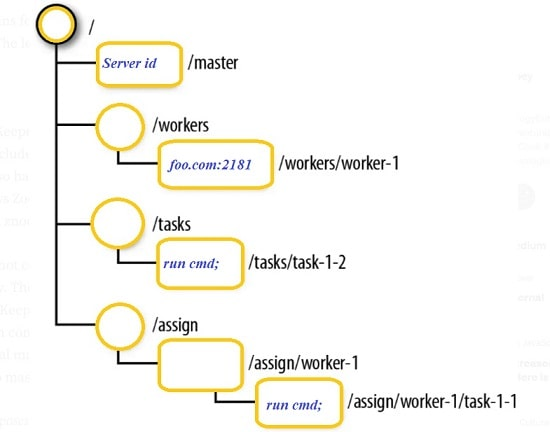 /
Server id /master
/workers
foo.com:2181 /workers/worker-1
/tasks
run cmd; /tasks/task-1-2
/assign
/assign/worker-1
run cmd; /assign/worker-1/task-1-1